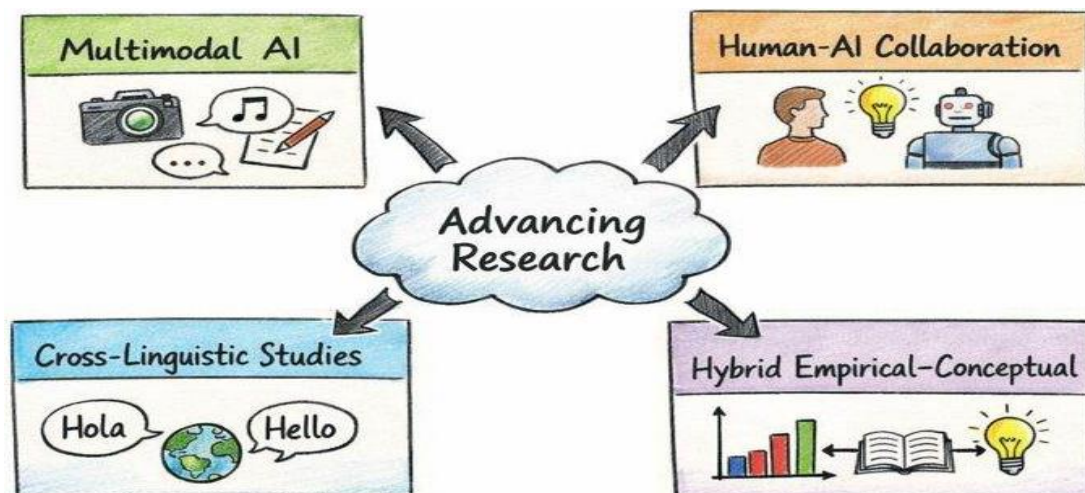 Multimodal AI
Human-AI Collaboration
Advancing
Research
Cross-Linguistic Studies
Hola
Hello
Hybrid Empirical-Conceptual